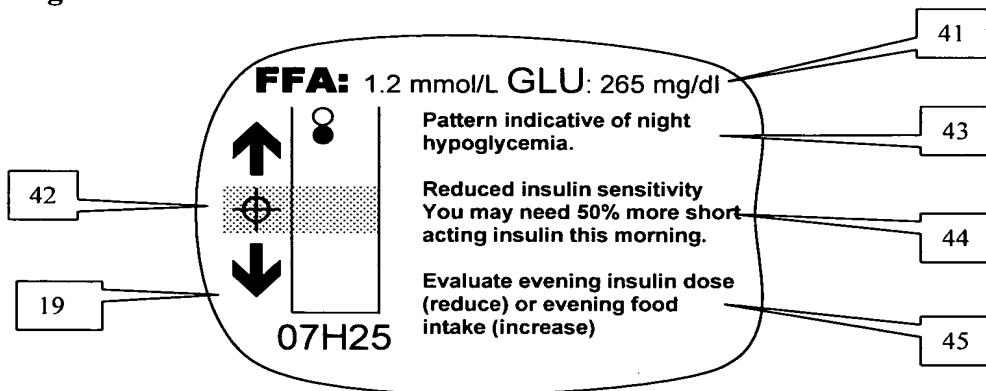 41
FFA: 1.2 mmol/L GLU: 265 mg/dl
Pattern indicative of night
hypoglycemia.
43
42
Reduced insulin sensitivity
You may need 50% more short
acting insulin this morning.
44
19
Evaluate evening insulin dose
(reduce) or evening food
intake (increase)
07H25
45